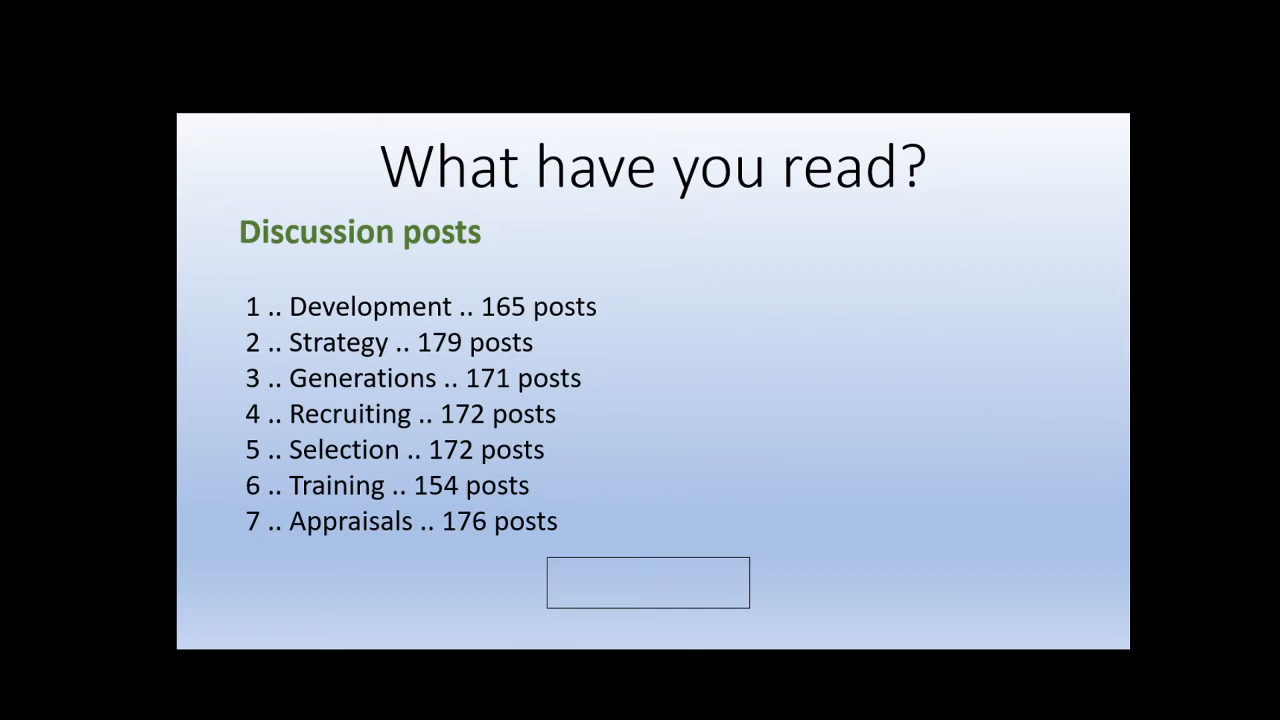 What have you read?
Discussion posts
1 .. Development .. 165 posts
2 .. Strategy .. 179 posts
3 .. Generations .. 171 posts
4 .. Recruiting .. 172 posts
5 .. Selection .. 172 posts
6 .. Training .. 154 posts
7 .. Appraisals .. 176 posts